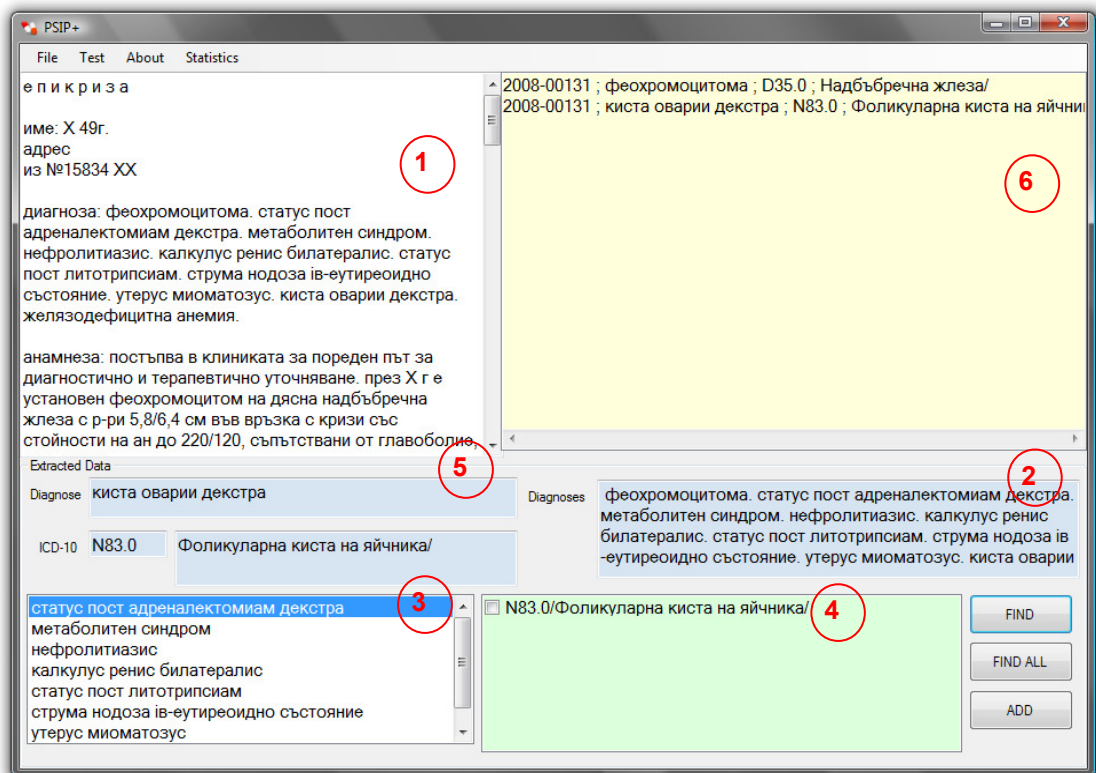 PSIP+
File Test About Statistics
е п и к р и з а
име: X 49г.
адрес
из №15834 XX
диагноза: феохромоцитома. статус пост
адреналектомиам декстра. метаболитен синдром.
нефролитиазис. калкулус ренис билатералис. статус
пост литотрипсиам. струма нодоза ів-еутиреоидно
състояние. утерус миоматозус. киста оварии декстра.
желязодефицитна анемия.
анамнеза: постъпва в клиниката за пореден път за
диагностично и терапевтично уточняване. през X г е
установен феохромоцитом на дясна надбъбречна
жлеза с р-ри 5,8/6,4 см във връзка с кризи със
стойности на ан до 220/120, съпътствани от главоболие,
1
2008-00131 ; феохромоцитома ; D35.0 ; Надбъбречна жлеза/
2008-00131 ; киста оварии декстра ; N83.0 ; Фоликуларна киста на яйчни
6
Extracted Data
5
2
Diagnose киста оварии декстра
ICD-10 N83.0 Фоликуларна киста на яйчника/
Diagnoses феохромоцитома. статус пост адреналектомиам декстра.
метаболитен синдром. нефролитиазис. калкулус ренис
билатералис. статус пост литотрипсиам. струма нодоза ів
-еутиреоидно състояние. утерус миоматозус. киста оварии
статус пост адреналектомиам декстра
метаболитен синдром
нефролитиазис
калкулус ренис билатералис
статус пост литотрипсиам
струма нодоза ів-еутиреоидно състояние
утерус миоматозус
3
N83.0/Фоликуларна киста на яйчника/
4
FIND
FIND ALL
ADD